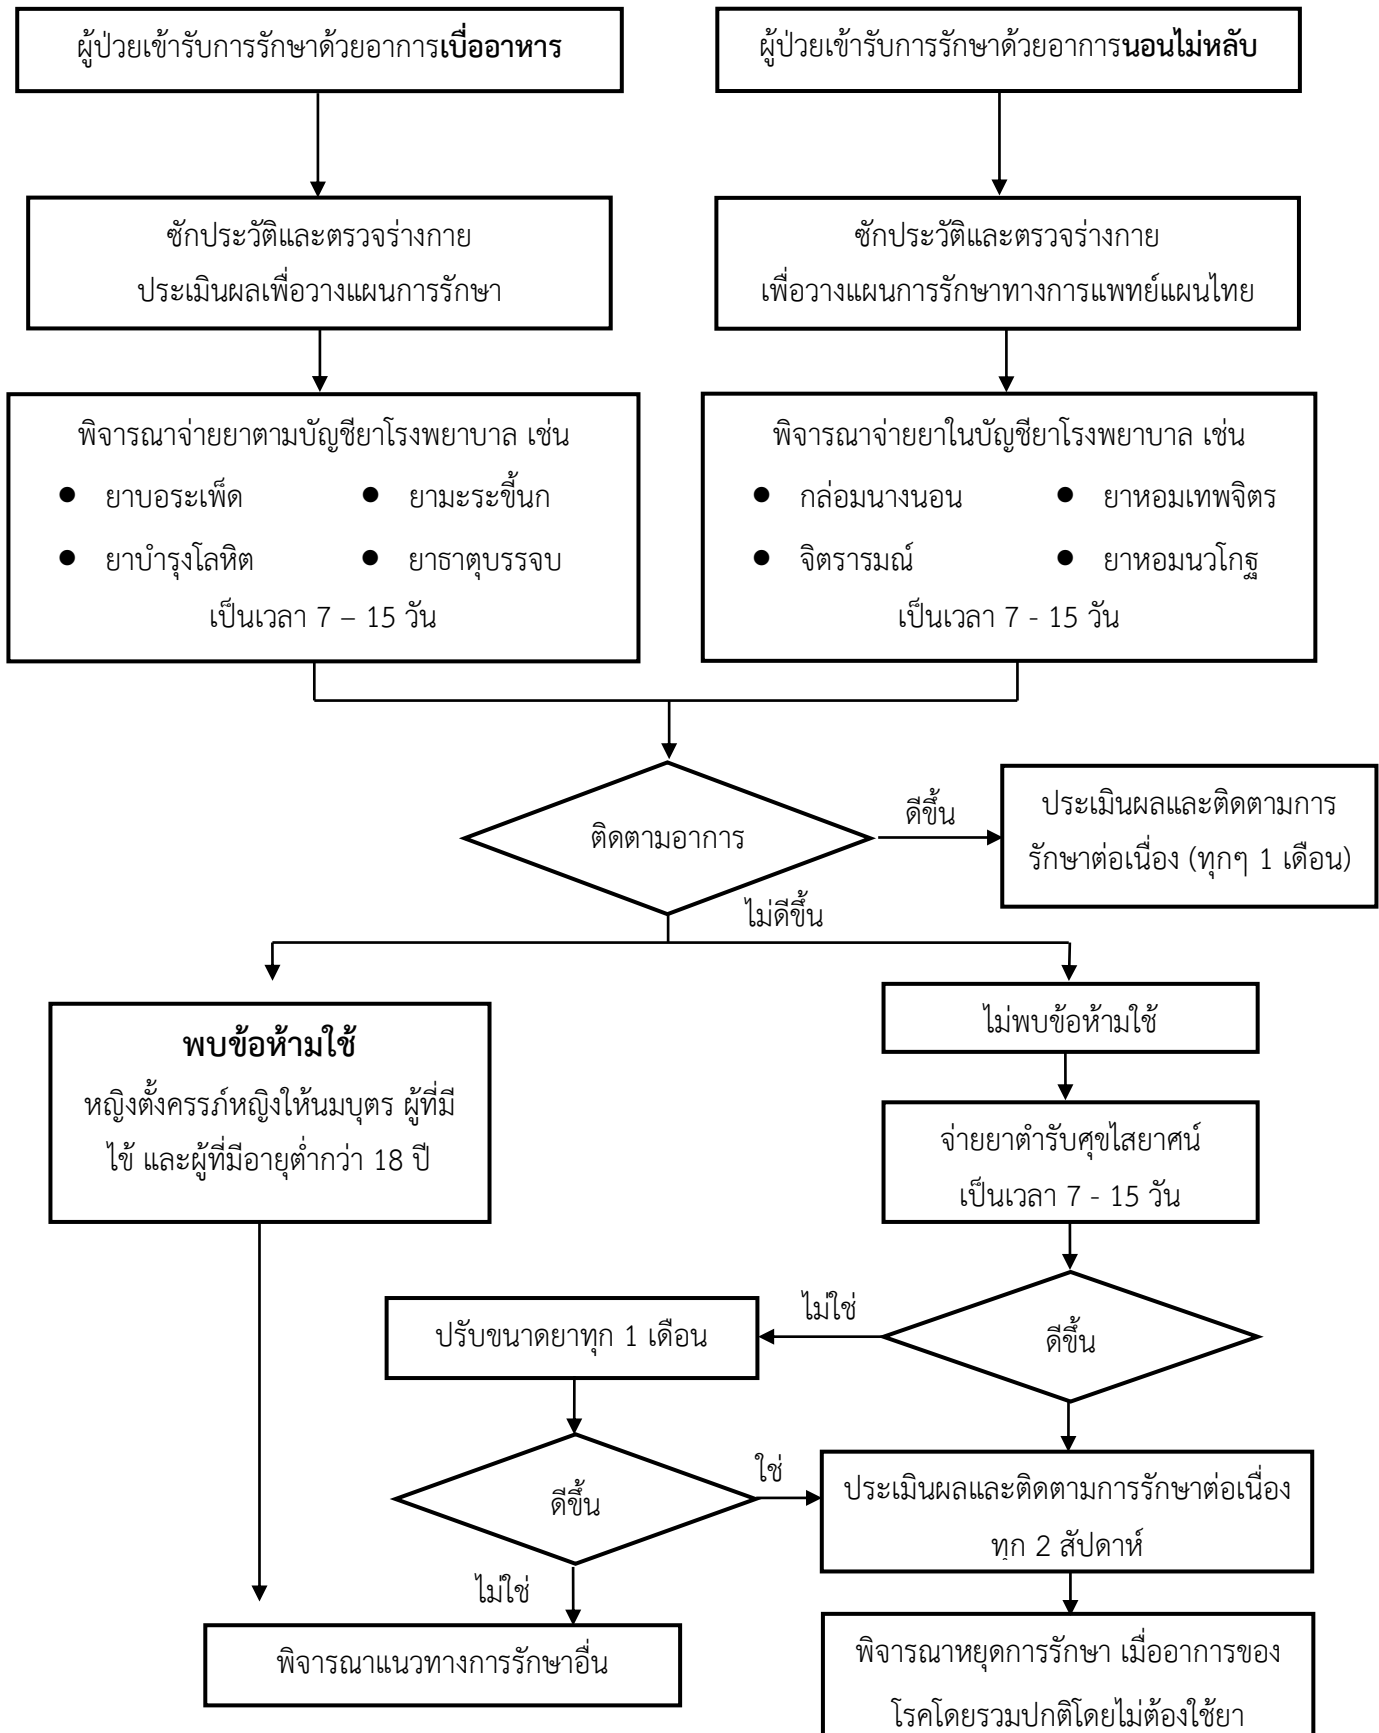 ผู้ป่วยเข้ารับการรักษาด้วยอาการเบื่ออาหาร
ผู้ป่วยเข้ารับการรักษาด้วยอาการนอนไม่หลับ
ซักประวัติและตรวจร่างกาย
ประเมินผลเพื่อวางแผนการรักษา
ซักประวัติและตรวจร่างกาย
เพื่อวางแผนการรักษาทางการแพทย์แผนไทย
พิจารณาจ่ายยาตามบัญชียาโรงพยาบาล เช่น
● ยาบอระเพ็ด ● ยามะระขี้นก
● ยาบำรุงโลหิต ● ยาธาตุบรรจบ
เป็นเวลา 7 – 15 วัน
พิจารณาจ่ายยาในบัญชียาโรงพยาบาล เช่น
● กล่อมนางนอน ● ยาหอมเทพจิตร
● จิตรารมณ์ ● ยาหอมนวโกฐ
เป็นเวลา 7 - 15 วัน
ติดตามอาการ
ดีขึ้น
ประเมินผลและติดตามการ
รักษาต่อเนื่อง (ทุกๆ 1 เดือน)
ไม่ดีขึ้น
พบข้อห้ามใช้
หญิงตั้งครรภ์หญิงให้นมบุตร ผู้ที่มี
ไข้ และผู้ที่มีอายุต่ำกว่า 18 ปี
ไม่พบข้อห้ามใช้
จ่ายยาตำรับศุขไสยาศน์
เป็นเวลา 7 - 15 วัน
ดีขึ้น
ไม่ใช่
ปรับขนาดยาทุก 1 เดือน
ดีขึ้น
ใช่
ประเมินผลและติดตามการรักษาต่อเนื่อง
ทุก 2 สัปดาห์
ไม่ใช่
พิจารณาแนวทางการรักษาอื่น
พิจารณาหยุดการรักษา เมื่ออาการของ
โรคโดยรวมปกติโดยไม่ต้องใช้ยา